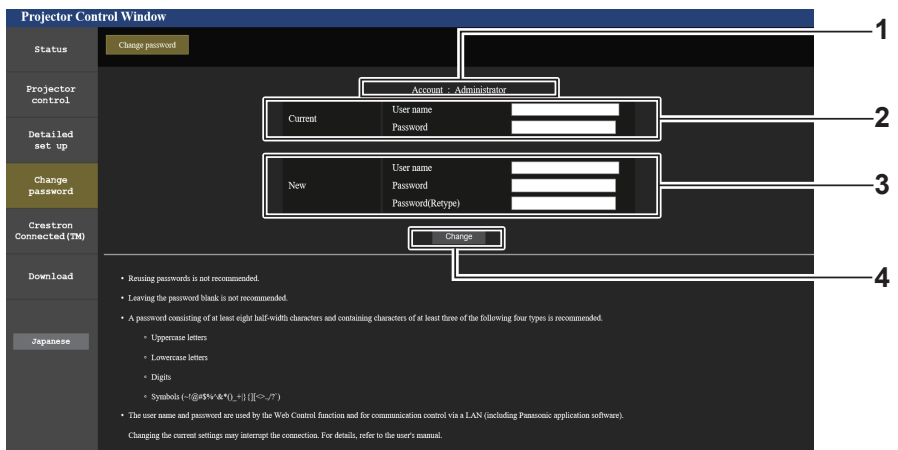 Projector Control Window
1
Status
Change password
Projector
control
Account : Administrator
Current
User name
Password
2
Detailed
set up
Change
password
New
User name
Password
Password(Retype)
3
Crestron
Connected(TM)
Change
4
Download
• Reusing passwords is not recommended.
• Leaving the password blank is not recommended.
• A password consisting of at least eight half-width characters and containing characters of at least three of the following four types is recommended.
Japanese
◦ Uppercase letters
◦ Lowercase letters
◦ Digits
◦ Symbols (~!@#$%^&*()_+|}{][<>.,/?`)
• The user name and password are used by the Web Control function and for communication control via a LAN (including Panasonic application software).
Changing the current settings may interrupt the connection. For details, refer to the user's manual.